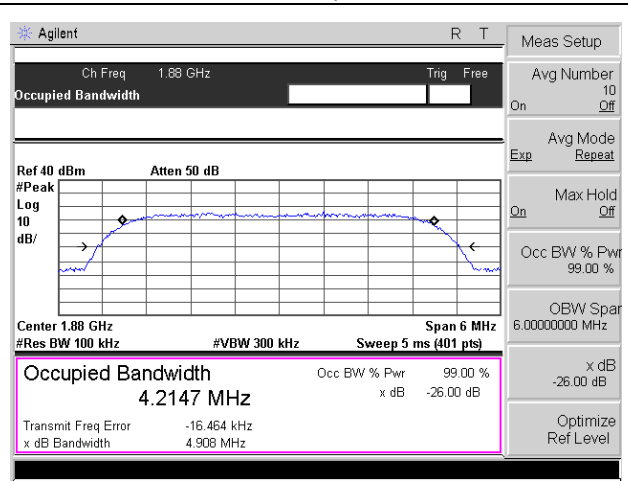 Agilent
R T
Meas Setup
Ch Freq 1.88 GHz Trig Free
Occupied Bandwidth
Avg Number
10
On Off
Avg Mode
Exp Repeat
Max Hold
On Off
Occ BW % Pwr
99.00 %
OBW Span
6.00000000 MHz
x dB
-26.00 dB
Optimize
Ref Level
Ref 40 dBm Atten 50 dB
#Peak
Log
10
dB/
Center 1.88 GHz Span 6 MHz
#Res BW 100 kHz #VBW 300 kHz Sweep 5 ms (401 pts)
Occupied Bandwidth
4.2147 MHz
Occ BW % Pwr 99.00 %
x dB -26.00 dB
Transmit Freq Error -16.464 kHz
x dB Bandwidth 4.908 MHz